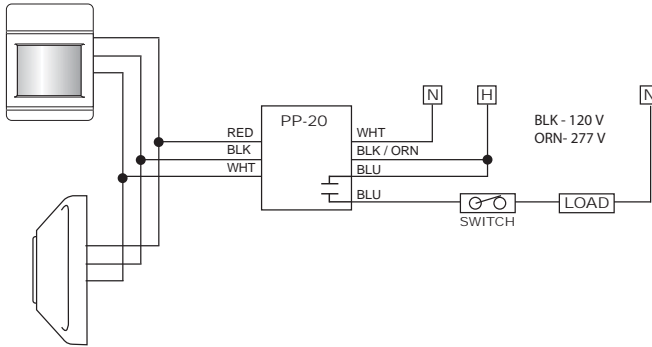 N
H
N
PP-20
BLK - 120 V
ORN- 277 V
RED
WHT
BLK
BLK / ORN
WHT
BLU
BLU
LOAD
SWITCH